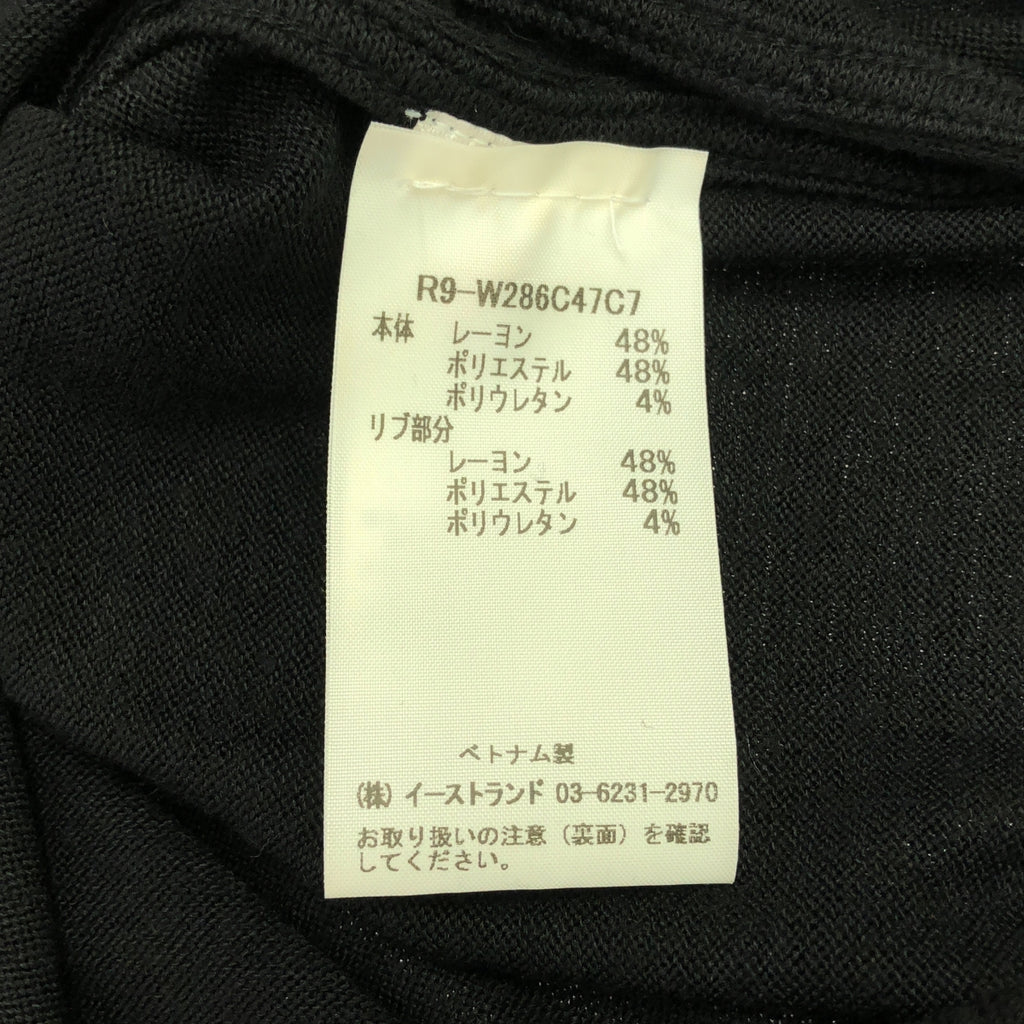 R9-W286C47C7
本体 レーヨン 48%
ポリエステル 48%
ポリウレタン 4%
リブ部分
レーヨン 48%
ポリエステル 48%
ポリウレタン 4%
ベトナム製
(株) イーストランド 03-6231-2970
お取り扱いの注意(裏面)を確認
してください。